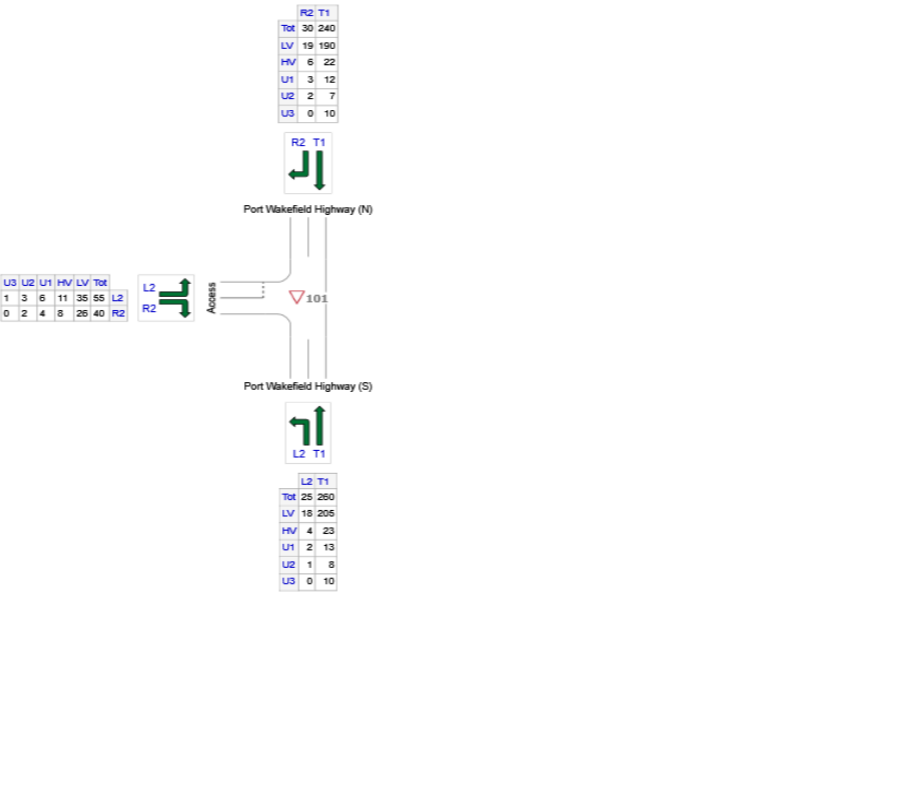 R2 T1
Tot 30 240
LV 19 190
HV 6 22
U1 3 12
U2 2 7
U3 0 10
R2 T1
Port Wakefield Highway (N)
U3 U2 U1 HV LV Tot
1 3 6 11 35 55 L2
0 2 4 8 26 40 R2
L2
R2
Access
101
Port Wakefield Highway (S)
L2 T1
L2 T1
Tot 25 260
LV 18 205
HV 4 23
U1 2 13
U2 1 8
U3 0 10